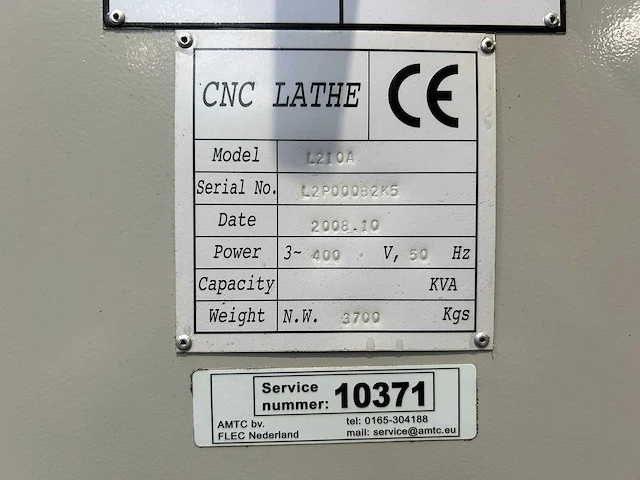 CNC LATHE CE
Model L210A
Serial No. L2P00082K5
Date 2008.10
Power 3~ 400 V, 50 Hz
Capacity KVA
Weight N.W. 3700 Kgs
Service nummer: 10371
AMTC bv. tel: 0165-304188
FLEC Nederland mail: service@amtc.eu